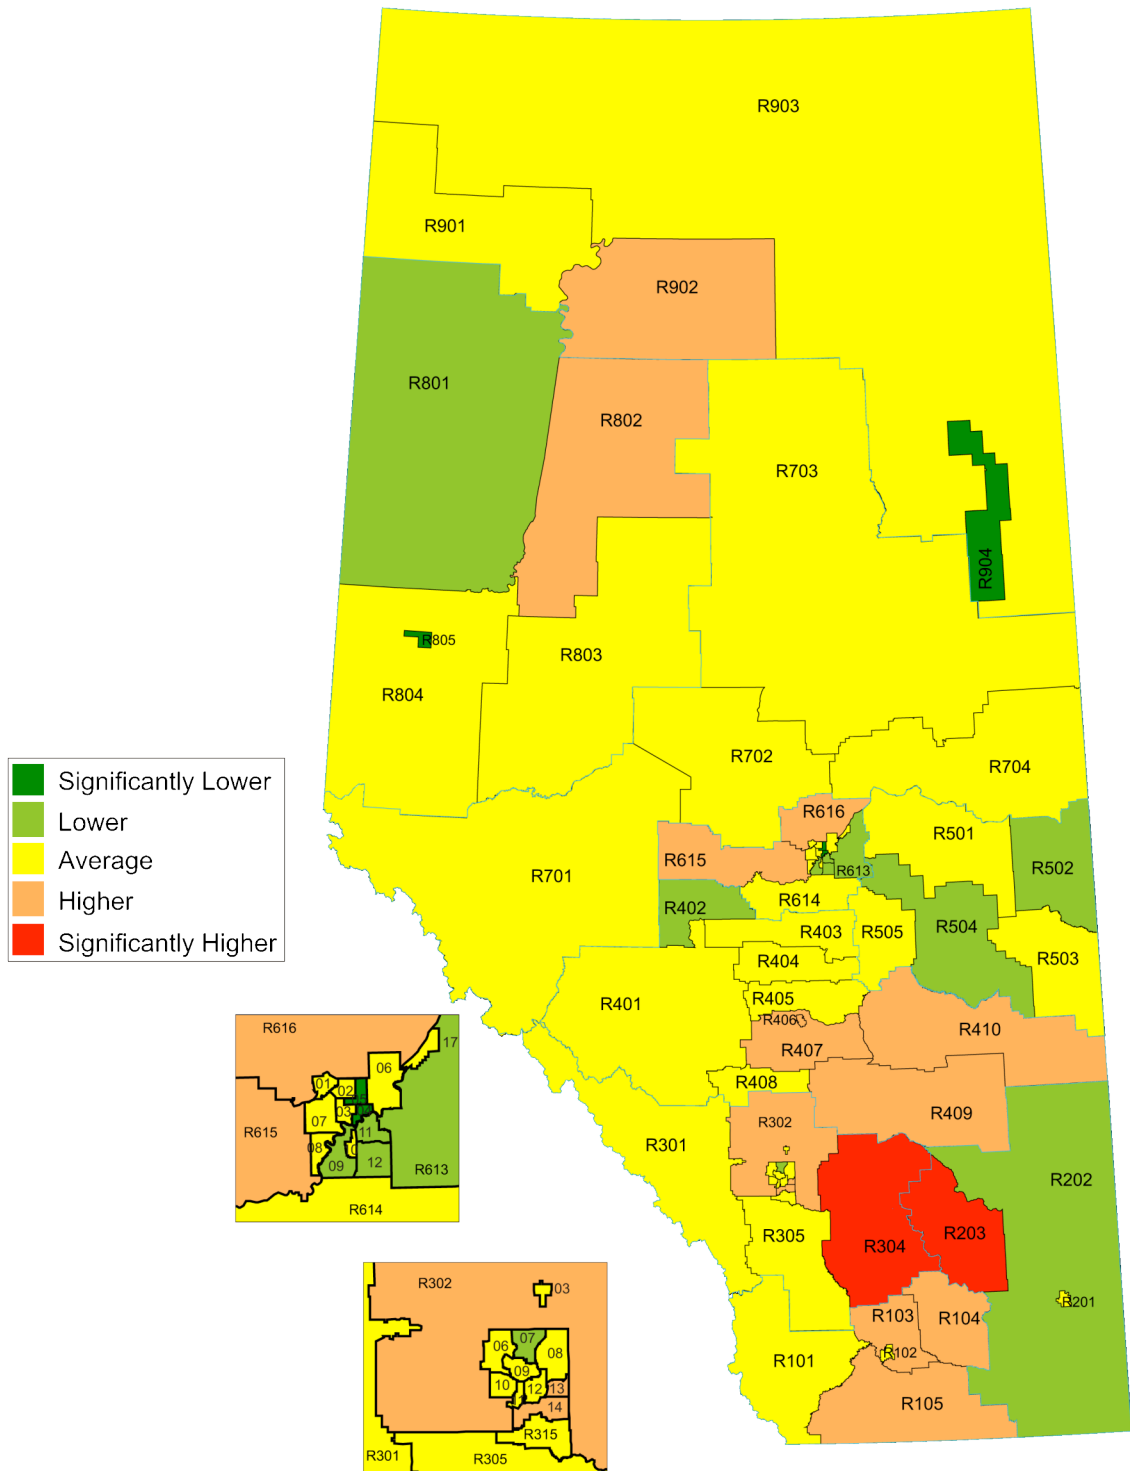 R903
R901
R902
R801
R802
R703
R904
R805
R803
R804
R702
R704
Significantly Lower
Lower
Average
Higher
Significantly Higher
R616
R501
R615
R701
R613
R502
R402
R614
R403
R505
R504
R404
R503
R405
R401
R406
R410
R407
R408
R409
R302
R301
R202
R305
R304
R203
R201
R103
R104
R102
R101
R105
R616
17
06
01
02
05
03
07
R615
11
08
09
12
R613
R614
R302
03
07
06
08
09
10
12
13
14
R315
R301
R305